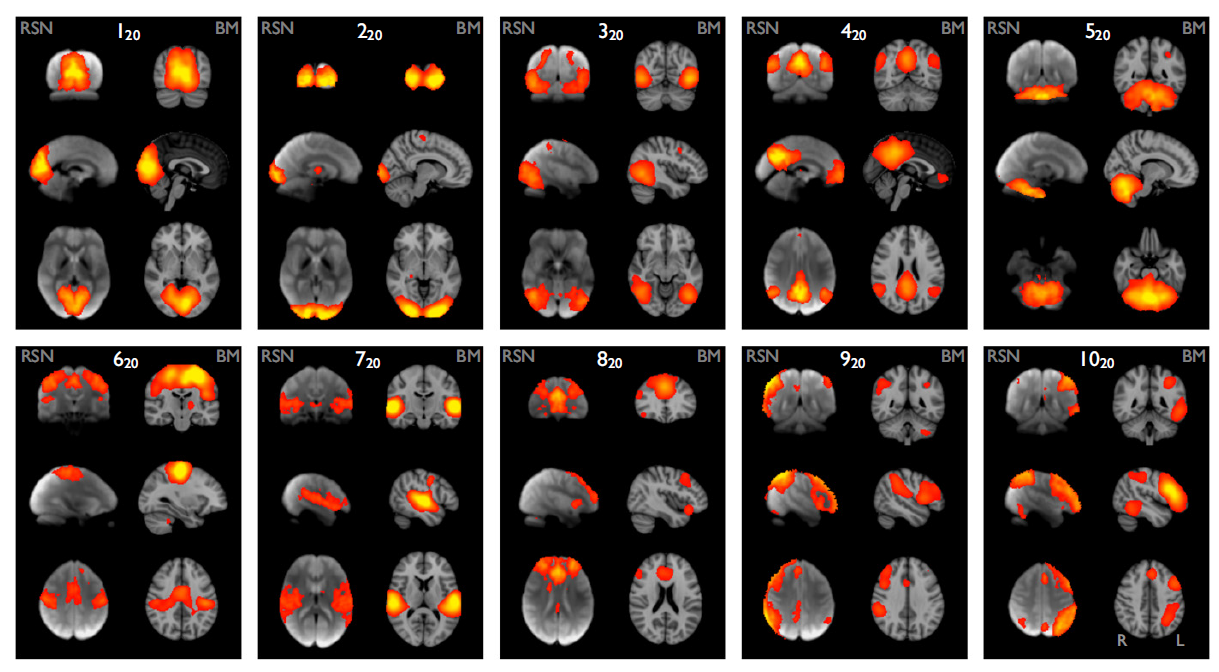 RSN 1₂₀ BM
RSN 2₂₀ BM
RSN 3₂₀ BM
RSN 4₂₀ BM
RSN 5₂₀ BM
RSN 6₂₀ BM
RSN 7₂₀ BM
RSN 8₂₀ BM
RSN 9₂₀ BM
RSN 10₂₀ BM
R L